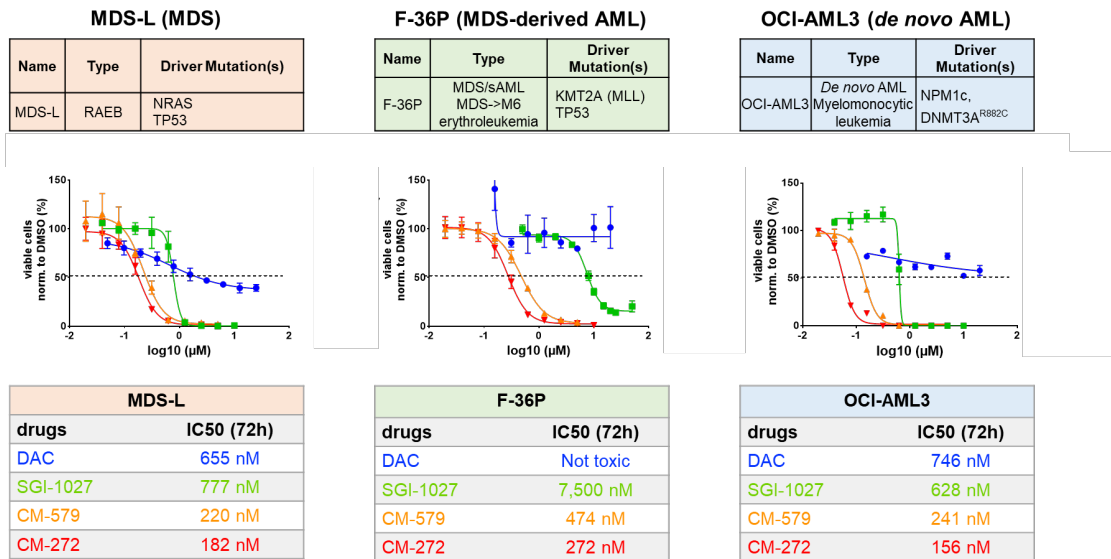 MDS-L (MDS)
F-36P (MDS-derived AML)
OCI-AML3 (de novo AML)
Name Type Driver Mutation(s)
MDS-L RAEB NRAS
TP53
Name Type Driver
Mutation(s)
F-36P MDS/sAML
MDS->M6
erythroleukemia
KMT2A (MLL)
TP53
Name Type Driver
Mutation(s)
OCI-AML3 De novo AML
Myelomonocytic
leukemia
NPM1c,
DNMT3A^R882C
viable cells
norm. to DMSO (%)
150
100
50
0
-2 -1 0 1 2
log10 (µM)
viable cells
norm. to DMSO (%)
150
100
50
0
-2 -1 0 1 2
log10 (µM)
viable cells
norm. to DMSO (%)
150
100
50
0
-2 -1 0 1 2
log10 (µM)
MDS-L
drugs IC50 (72h)
DAC 655 nM
SGI-1027 777 nM
CM-579 220 nM
CM-272 182 nM
F-36P
drugs IC50 (72h)
DAC Not toxic
SGI-1027 7,500 nM
CM-579 474 nM
CM-272 272 nM
OCI-AML3
drugs IC50 (72h)
DAC 746 nM
SGI-1027 628 nM
CM-579 241 nM
CM-272 156 nM